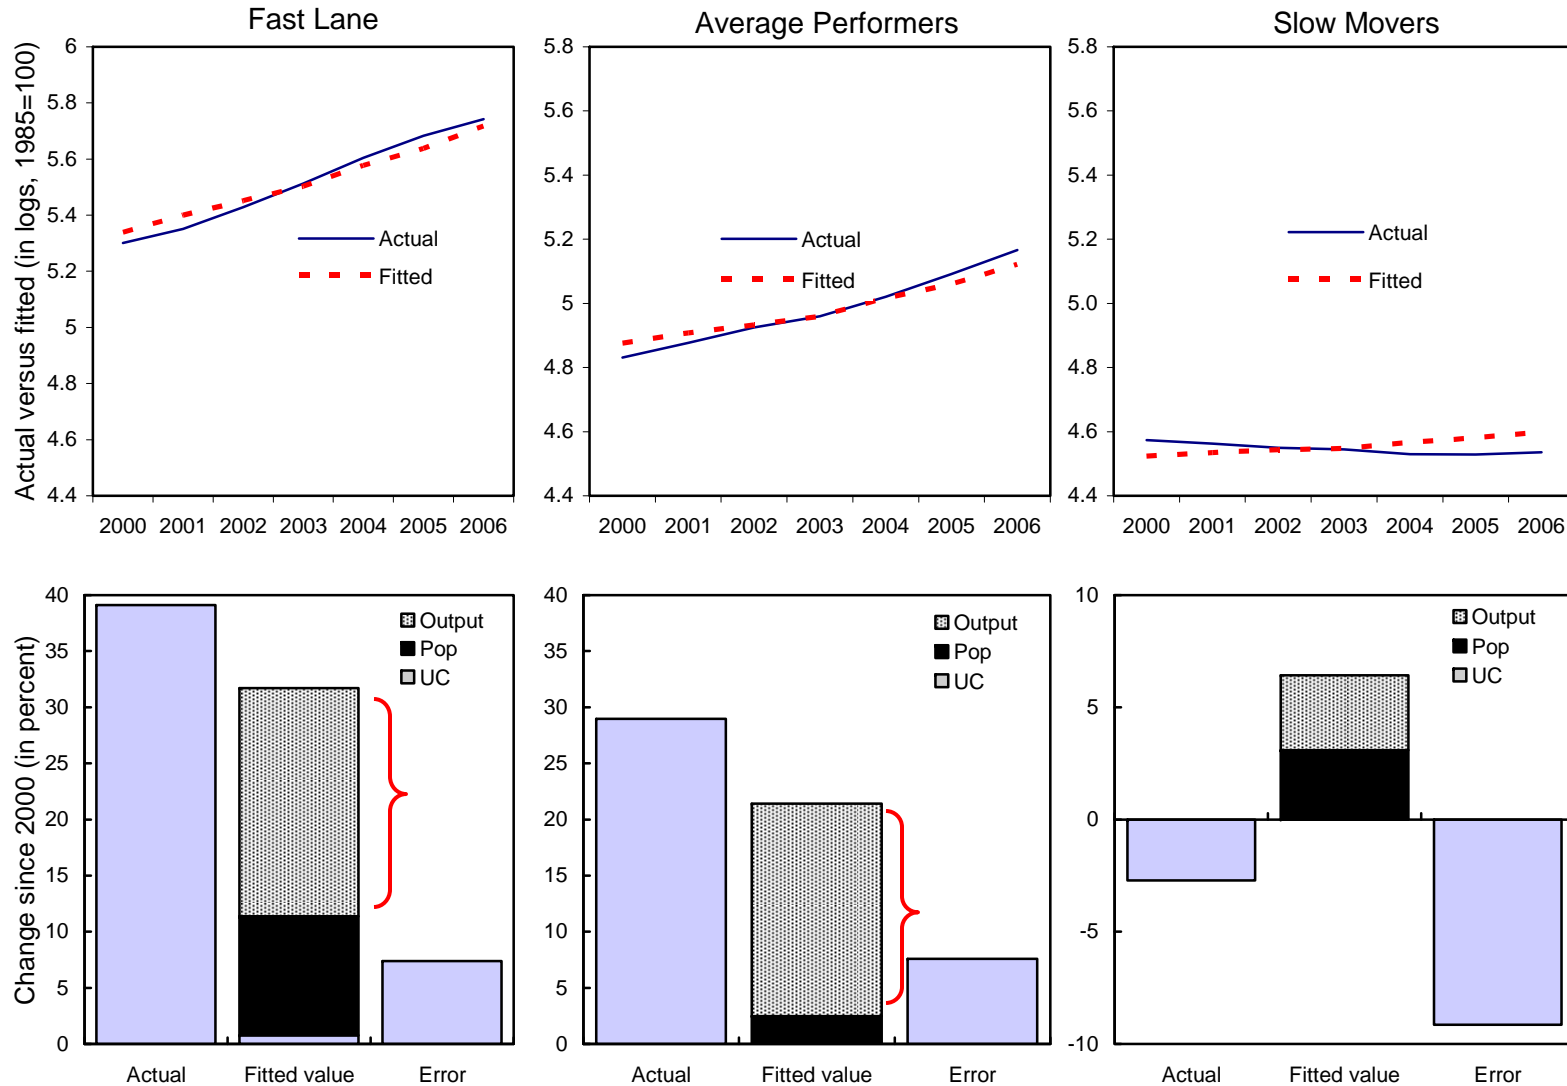 Fast Lane
Average Performers
Slow Movers
Actual versus fitted (in logs, 1985=100)
6
5.8
5.6
5.4
5.2
5
4.8
4.6
4.4
Actual
Fitted
2000 2001 2002 2003 2004 2005 2006
5.8
5.6
5.4
5.2
5
4.8
4.6
4.4
Actual
Fitted
2000 2001 2002 2003 2004 2005 2006
5.8
5.6
5.4
5.2
5.0
4.8
4.6
4.4
Actual
Fitted
2000 2001 2002 2003 2004 2005 2006
Change since 2000 (in percent)
40
35
30
25
20
15
10
5
0
Output
Pop
UC
Actual Fitted value Error
40
35
30
25
20
15
10
5
0
Output
Pop
UC
Actual Fitted value Error
10
5
0
-5
-10
Output
Pop
UC
Actual Fitted value Error